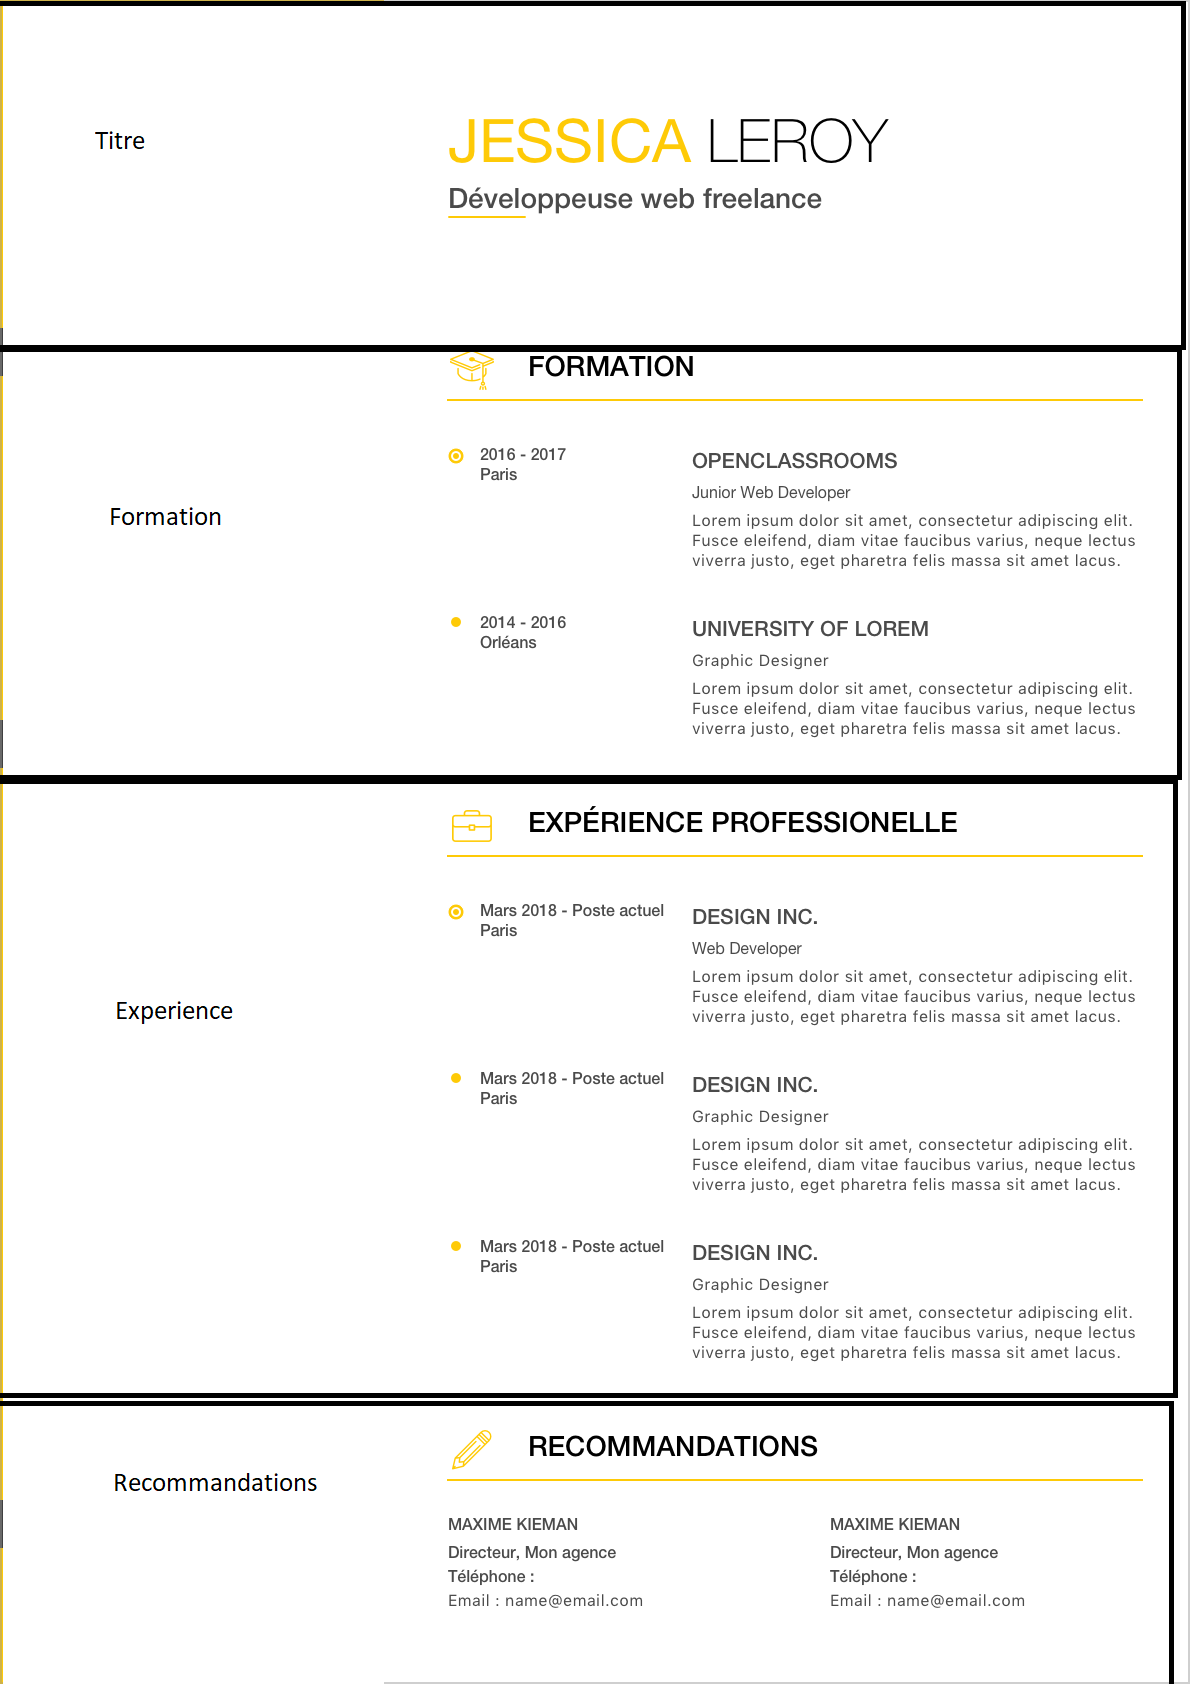 Titre
JESSICA LEROY
Développeuse web freelance
FORMATION
Formation
2016 - 2017
Paris
OPENCLASSROOMS
Junior Web Developer
Lorem ipsum dolor sit amet, consectetur adipiscing elit.
Fusce eleifend, diam vitae faucibus varius, neque lectus
viverra justo, eget pharetra felis massa sit amet lacus.
2014 - 2016
Orléans
UNIVERSITY OF LOREM
Graphic Designer
Lorem ipsum dolor sit amet, consectetur adipiscing elit.
Fusce eleifend, diam vitae faucibus varius, neque lectus
viverra justo, eget pharetra felis massa sit amet lacus.
EXPÉRIENCE PROFESSIONELLE
Experience
Mars 2018 - Poste actuel
Paris
DESIGN INC.
Web Developer
Lorem ipsum dolor sit amet, consectetur adipiscing elit.
Fusce eleifend, diam vitae faucibus varius, neque lectus
viverra justo, eget pharetra felis massa sit amet lacus.
Mars 2018 - Poste actuel
Paris
DESIGN INC.
Graphic Designer
Lorem ipsum dolor sit amet, consectetur adipiscing elit.
Fusce eleifend, diam vitae faucibus varius, neque lectus
viverra justo, eget pharetra felis massa sit amet lacus.
Mars 2018 - Poste actuel
Paris
DESIGN INC.
Graphic Designer
Lorem ipsum dolor sit amet, consectetur adipiscing elit.
Fusce eleifend, diam vitae faucibus varius, neque lectus
viverra justo, eget pharetra felis massa sit amet lacus.
RECOMMANDATIONS
Recommandations
MAXIME KIEMAN
Directeur, Mon agence
Téléphone :
Email : name@email.com
MAXIME KIEMAN
Directeur, Mon agence
Téléphone :
Email : name@email.com